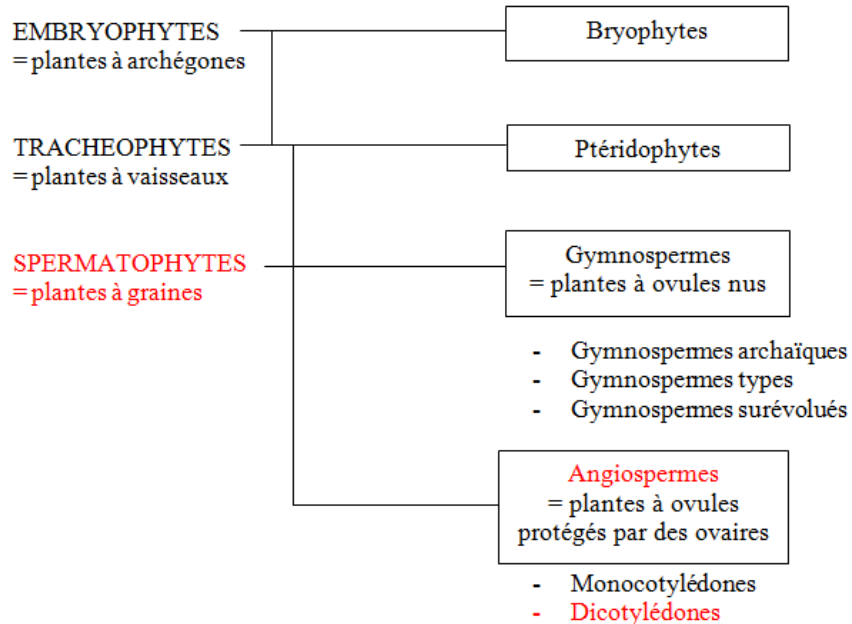 EMBRYOPHYTES
= plantes à archégones
Bryophytes
TRACHEOPHYTES
= plantes à vaisseaux
Ptéridophytes
SPERMATOPHYTES
= plantes à graines
Gymnospermes
= plantes à ovules nus
- Gymnospermes archaïques
- Gymnospermes types
- Gymnospermes surévolués
Angiospermes
= plantes à ovules
protégés par des ovaires
- Monocotylédones
- Dicotylédones